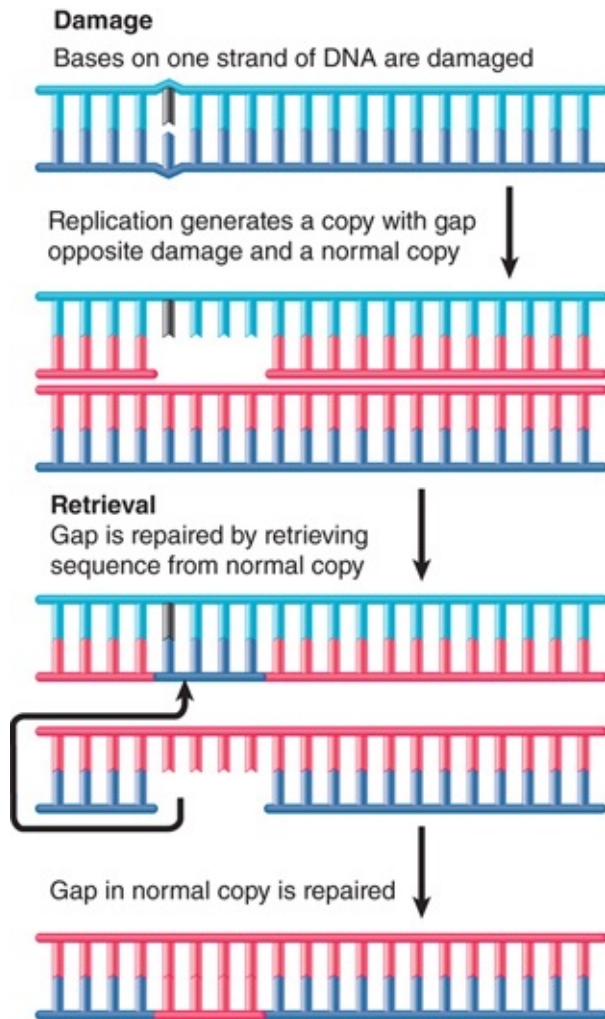 Damage
Bases on one strand of DNA are damaged
Replication generates a copy with gap
opposite damage and a normal copy
Retrieval
Gap is repaired by retrieving
sequence from normal copy
Gap in normal copy is repaired